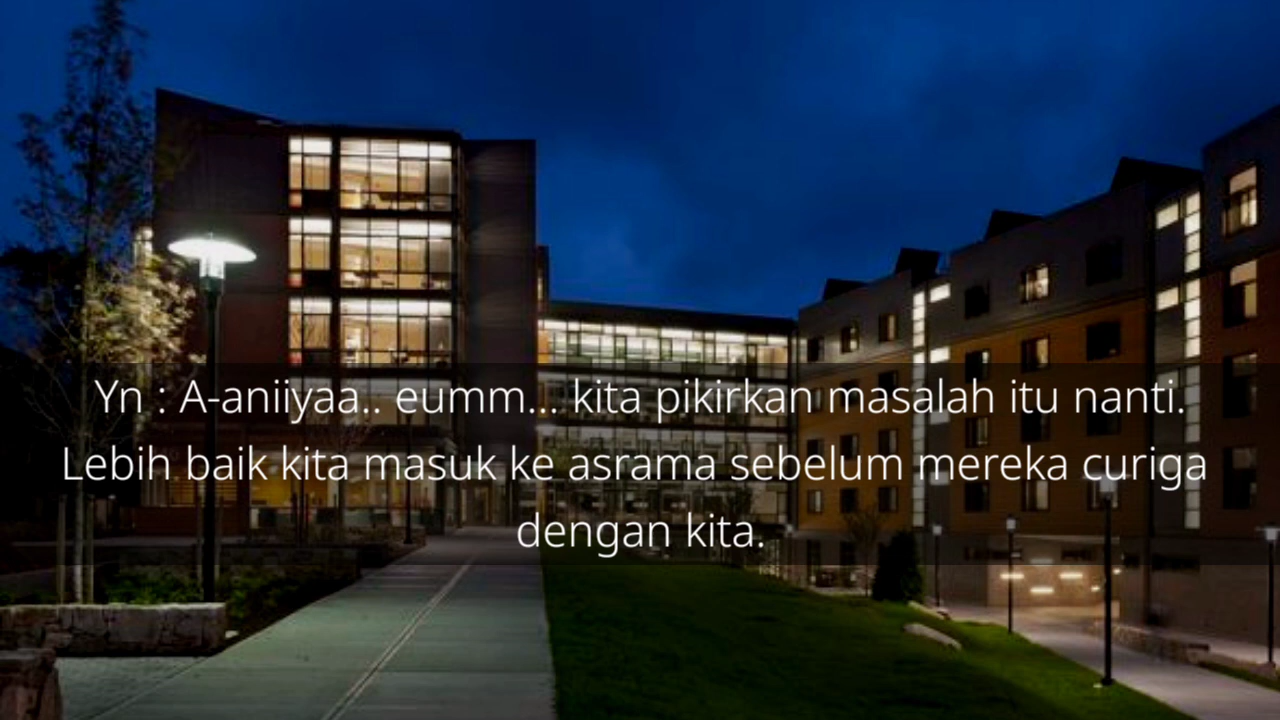 Yn : A-aniiyaa.. eumm... kita pikirkan masalah itu nanti.
Lebih baik kita masuk ke asrama sebelum mereka curiga
dengan kita.